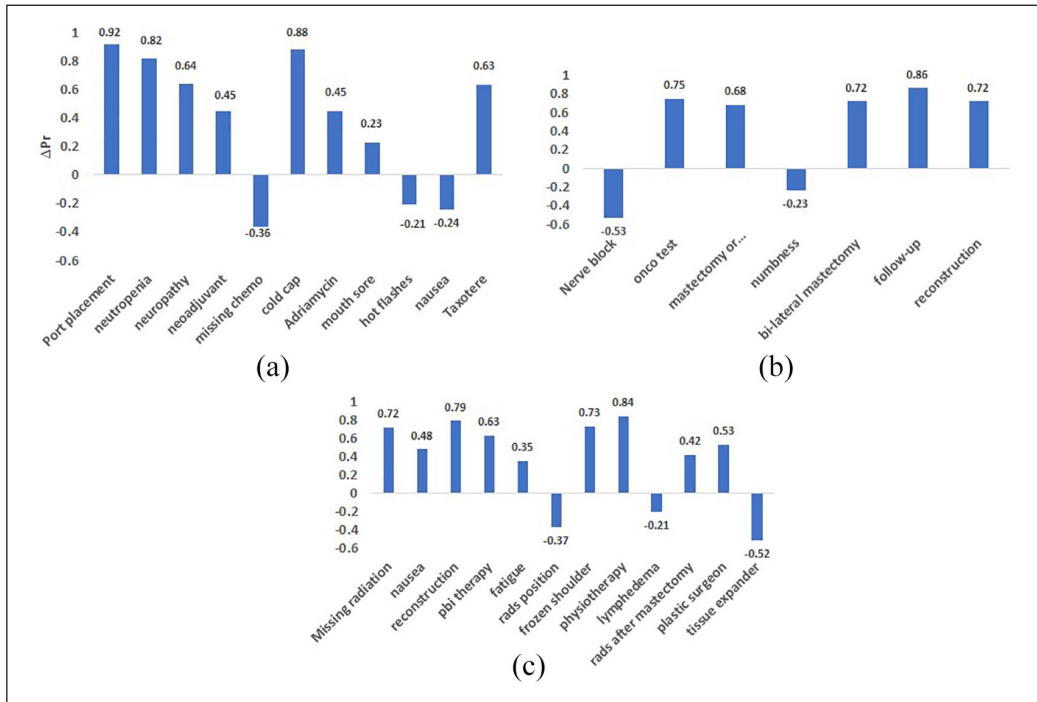 1
0.8
0.6
0.4
0.2
0
-0.2
-0.4
-0.6
ΔPr
0.92
0.82
0.64
0.45
-0.36
0.88
0.45
0.23
-0.21
-0.24
0.63
Port placement
neutropenia
neuropathy
neoadjuvant
missing chemo
cold cap
Adriamycin
mouth sore
hot flashes
nausea
Taxotere
(a)
1
0.8
0.6
0.4
0.2
0
-0.2
-0.4
-0.6
-0.53
0.75
0.68
-0.23
0.72
0.86
0.72
Nerve block
onco test
mastectomy or...
numbness
bi-lateral mastectomy
follow-up
reconstruction
(b)
1
0.8
0.6
0.4
0.2
0
-0.2
-0.4
-0.6
0.72
0.48
0.79
0.63
0.35
-0.37
0.73
0.84
-0.21
0.42
0.53
-0.52
Missing radiation
nausea
reconstruction
pbi therapy
fatigue
rads position
frozen shoulder
physiotherapy
lymphedema
rads after mastectomy
plastic surgeon
tissue expander
(c)